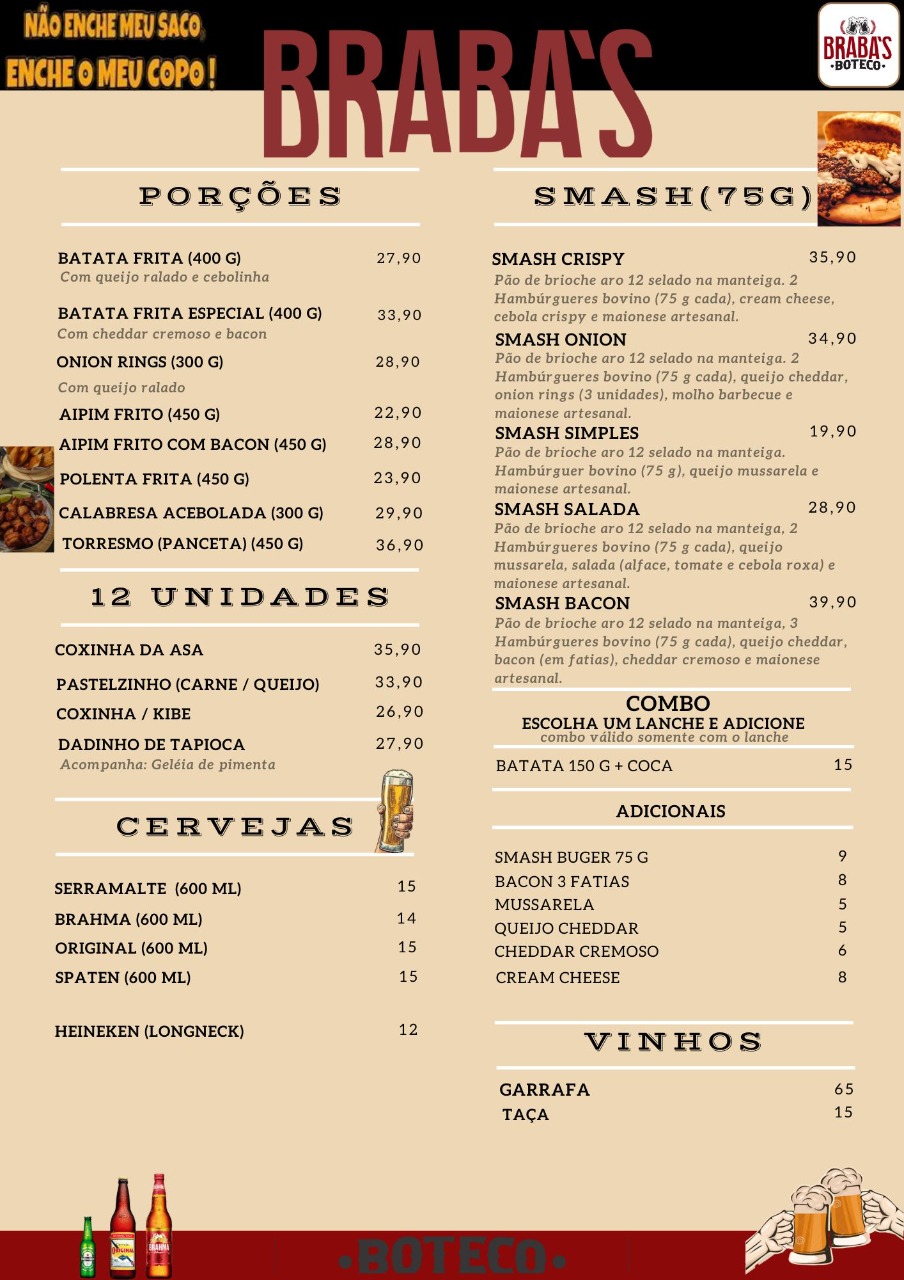 NÃO ENCHE MEU SACO,
ENCHE O MEU COPO!
BRABA'S
BRABA'S
•BOTECO•
PORÇÕES
BATATA FRITA (400 G) 27,90
Com queijo ralado e cebolinha
BATATA FRITA ESPECIAL (400 G) 33,90
Com cheddar cremoso e bacon
ONION RINGS (300 G) 28,90
Com queijo ralado
AIPIM FRITO (450 G) 22,90
AIPIM FRITO COM BACON (450 G) 28,90
POLENTA FRITA (450 G) 23,90
CALABRESA ACEBOLADA (300 G) 29,90
TORRESMO (PANCETA) (450 G) 36,90
12 UNIDADES
COXINHA DA ASA 35,90
PASTELZINHO (CARNE / QUEIJO) 33,90
COXINHA / KIBE 26,90
DADINHO DE TAPIOCA 27,90
Acompanha: Geléia de pimenta
CERVEJAS
SERRAMALTE (600 ML) 15
BRAHMA (600 ML) 14
ORIGINAL (600 ML) 15
SPATEN (600 ML) 15
HEINEKEN (LONGNECK) 12
SMASH(75G)
SMASH CRISPY 35,90
Pão de brioche aro 12 selado na manteiga. 2
Hambúrgueres bovino (75 g cada), cream cheese,
cebola crispy e maionese artesanal.
SMASH ONION 34,90
Pão de brioche aro 12 selado na manteiga. 2
Hambúrgueres bovino (75 g cada), queijo cheddar,
onion rings (3 unidades), molho barbecue e
maionese artesanal.
SMASH SIMPLES 19,90
Pão de brioche aro 12 selado na manteiga.
Hambúrguer bovino (75 g), queijo mussarela e
maionese artesanal.
SMASH SALADA 28,90
Pão de brioche aro 12 selado na manteiga, 2
Hambúrgueres bovino (75 g cada), queijo
mussarela, salada (alface, tomate e cebola roxa) e
maionese artesanal.
SMASH BACON 39,90
Pão de brioche aro 12 selado na manteiga, 3
Hambúrgueres bovino (75 g cada), queijo cheddar,
bacon (em fatias), cheddar cremoso e maionese
artesanal.
COMBO
ESCOLHA UM LANCHE E ADICIONE
combo válido somente com o lanche
BATATA 150 G + COCA 15
ADICIONAIS
SMASH BUGER 75 G 9
BACON 3 FATIAS 8
MUSSARELA 5
QUEIJO CHEDDAR 5
CHEDDAR CREMOSO 6
CREAM CHEESE 8
VINHOS
GARRAFA 65
TAÇA 15
ORIGINAL
BRAHMA
•BOTECO•